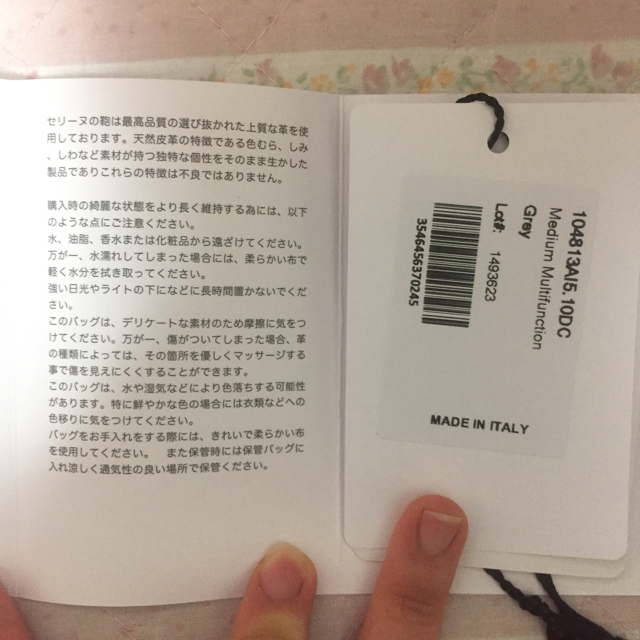 セリーヌの鞄は最高品質の選び抜かれた上質な革を使
用しております。天然皮革の特徴である色むら、しみ
、しわなど素材が持つ独特な個性をそのまま生かした
製品でありこれらの特徴は不良ではありません。
購入時の綺麗な状態をより長く維持する為には、以下
のような点にご注意ください。
水、油脂、香水または化粧品から遠ざけてください。
万が一、水濡れしてしまった場合には、柔らかい布で
軽く水分を拭き取ってください。
強い日光やライトの下になどに長時間置かないでくだ
さい。
このバッグは、デリケートな素材のため摩擦に気をつ
けてください。万が一、傷がついてしまった場合、革
の種類によっては、その箇所を優しくマッサージする
事で傷を見えにくくすることができます。
このバッグは、水や湿気などにより色落ちする可能性
があります。特に鮮やかな色の場合には衣類などへの
色移りに気をつけてください。
バッグをお手入れをする際には、きれいで柔らかい布
を使用してください。　また保管時には保管バッグに
入れ涼しく通気性の良い場所で保管ください。
104813AI5.10DC
Medium Multifunction
Grey
Lot#: 1493623
3546456370245
MADE IN ITALY